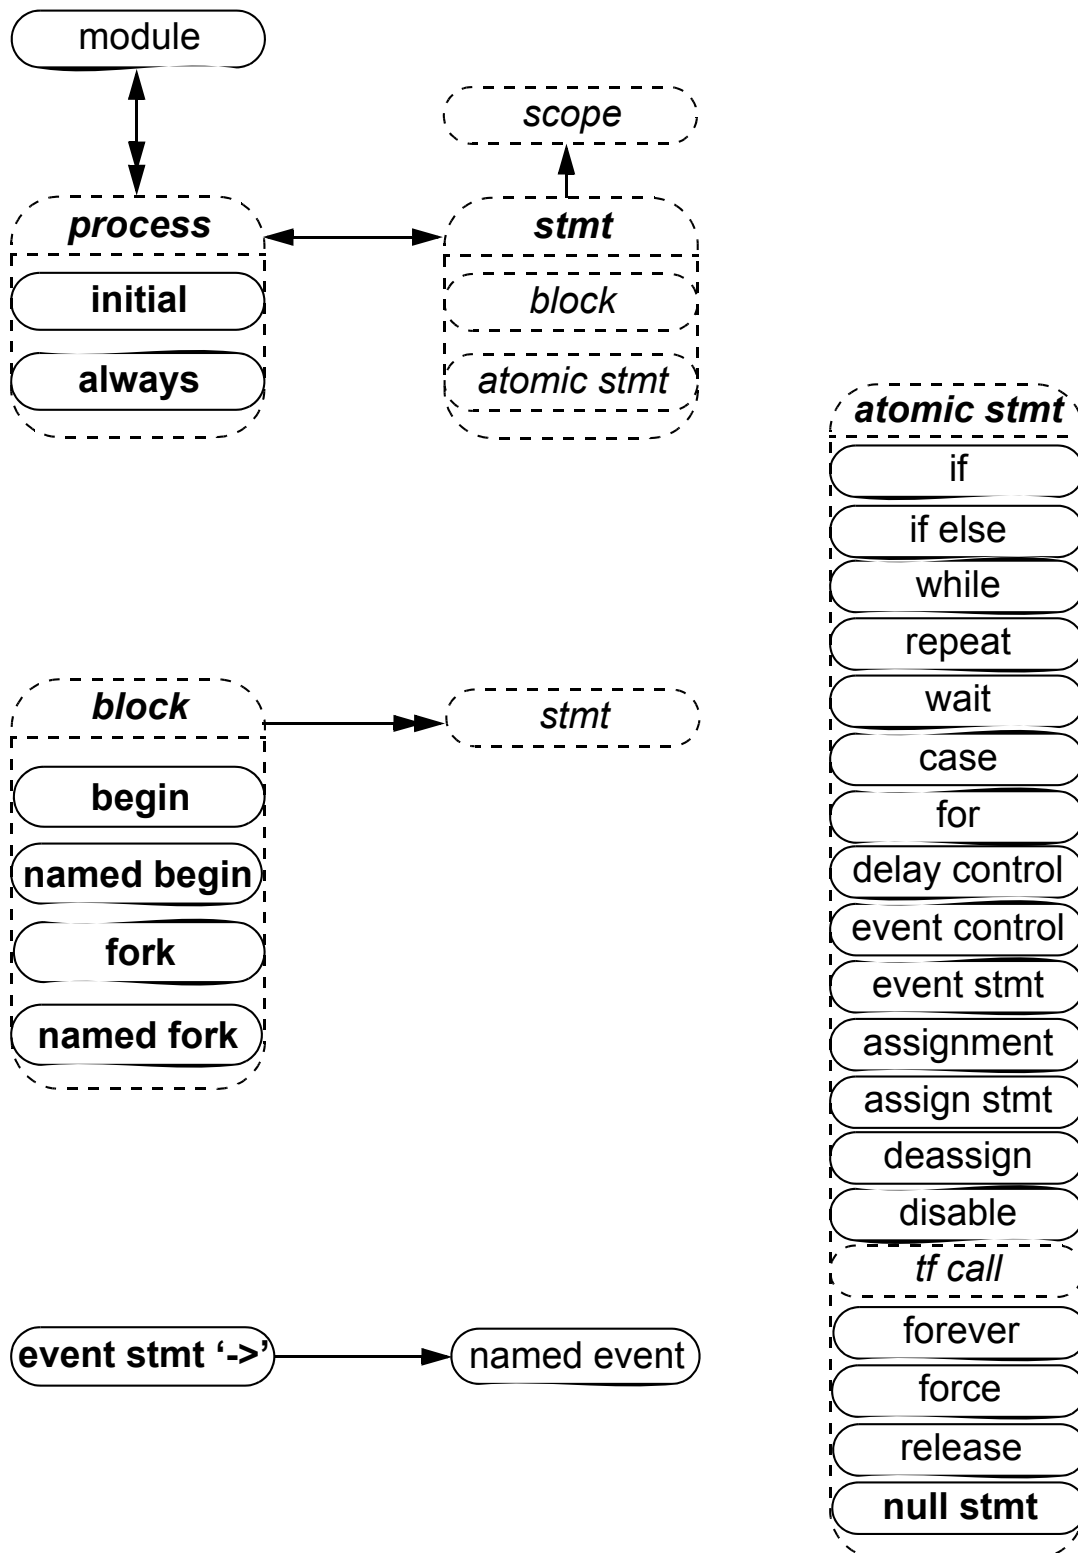 module
scope
process
stmt
initial
block
always
atomic stmt
atomic stmt
if
if else
while
repeat
wait
case
for
delay control
event control
event stmt
assignment
assign stmt
deassign
disable
tf call
forever
force
release
null stmt
block
stmt
begin
named begin
fork
named fork
event stmt ‘->’
named event